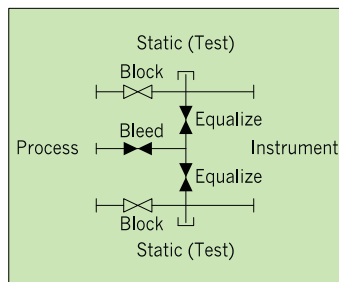 Static (Test)
Block
Equalize
Bleed
Process
Instrument
Equalize
Block
Static (Test)